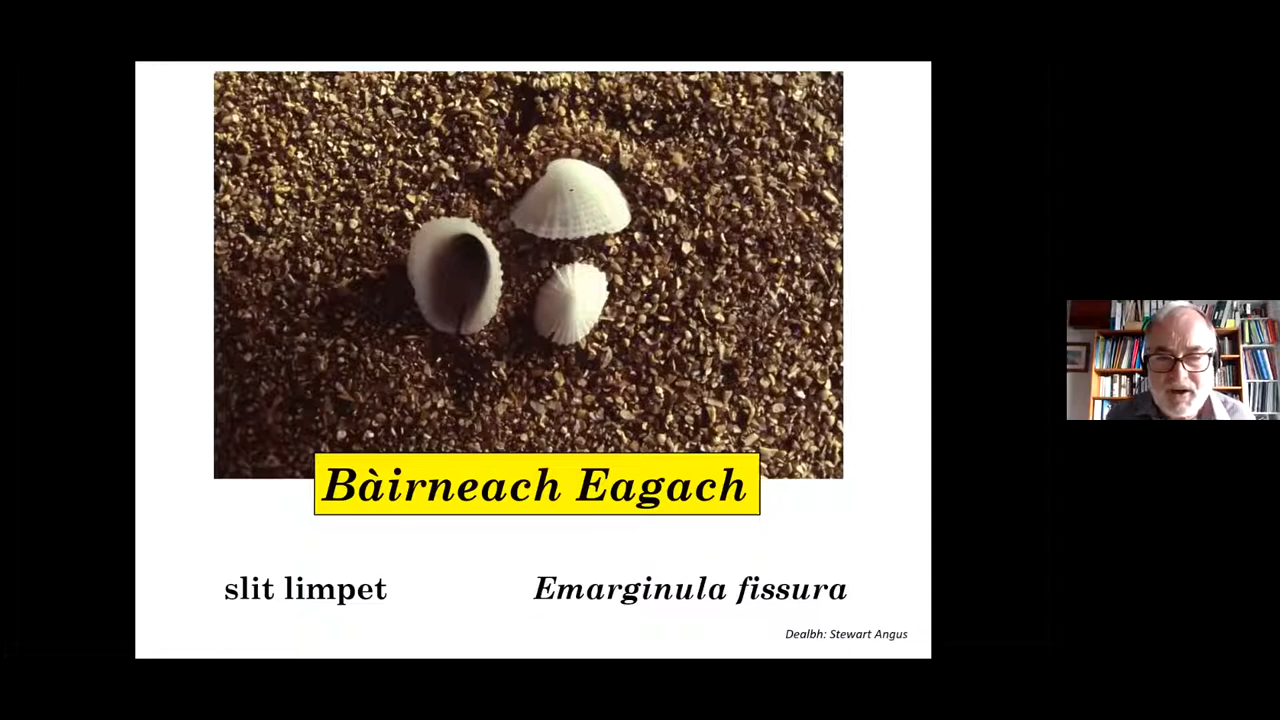 Bàirneach Eagach
slit limpet
Emarginula fissura
Dealbh: Stewart Angus